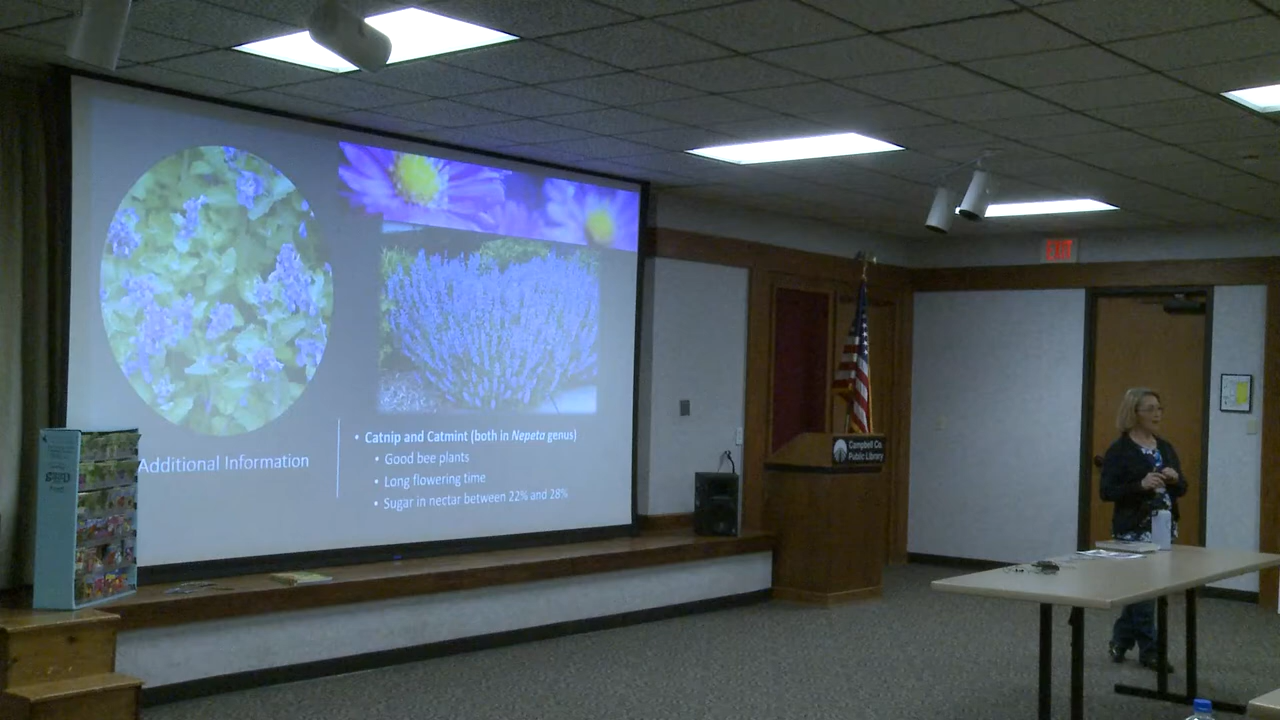 Additional Information
• Catnip and Catmint (both in Nepeta genus)
• Good bee plants
• Long flowering time
• Sugar in nectar between 22% and 28%
EXIT
Campbell Co.
Public Library